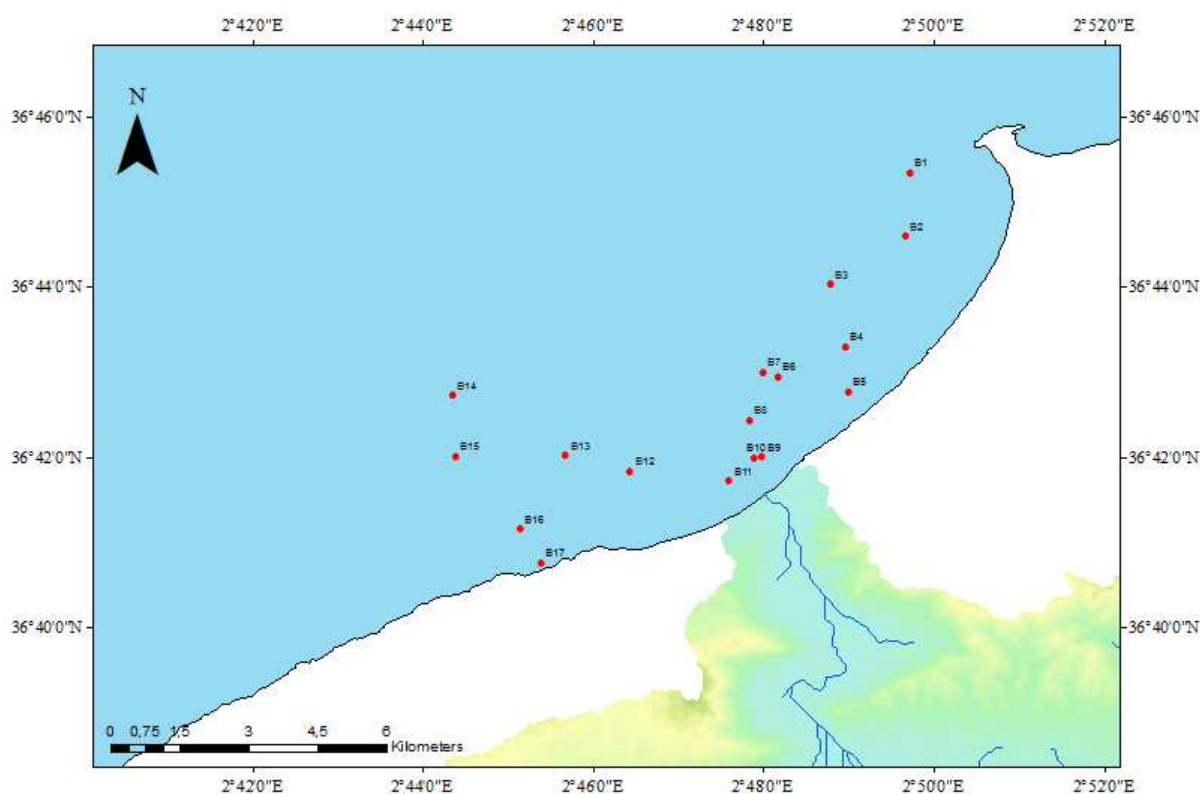 2°42'0"E 2°44'0"E 2°46'0"E 2°48'0"E 2°50'0"E 2°52'0"E
36°46'0"N 36°46'0"N
N
B1
B2
36°44'0"N 36°44'0"N
B3
B4
B7 B6
B14 B5
B8
36°42'0"N 36°42'0"N
B15 B13 B10 B9
B12 B11
B16
B17
36°40'0"N 36°40'0"N
0 0,75 1,5 3 4,5 6
Kilometers
2°42'0"E 2°44'0"E 2°46'0"E 2°48'0"E 2°50'0"E 2°52'0"E